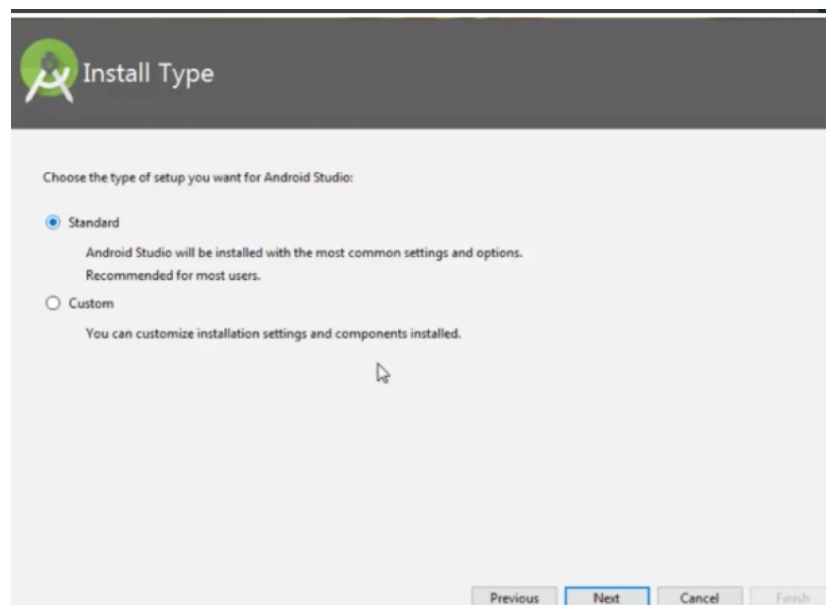 Install Type
Choose the type of setup you want for Android Studio:
Standard
Android Studio will be installed with the most common settings and options.
Recommended for most users.
Custom
You can customize installation settings and components installed.
Previous Next Cancel Finish